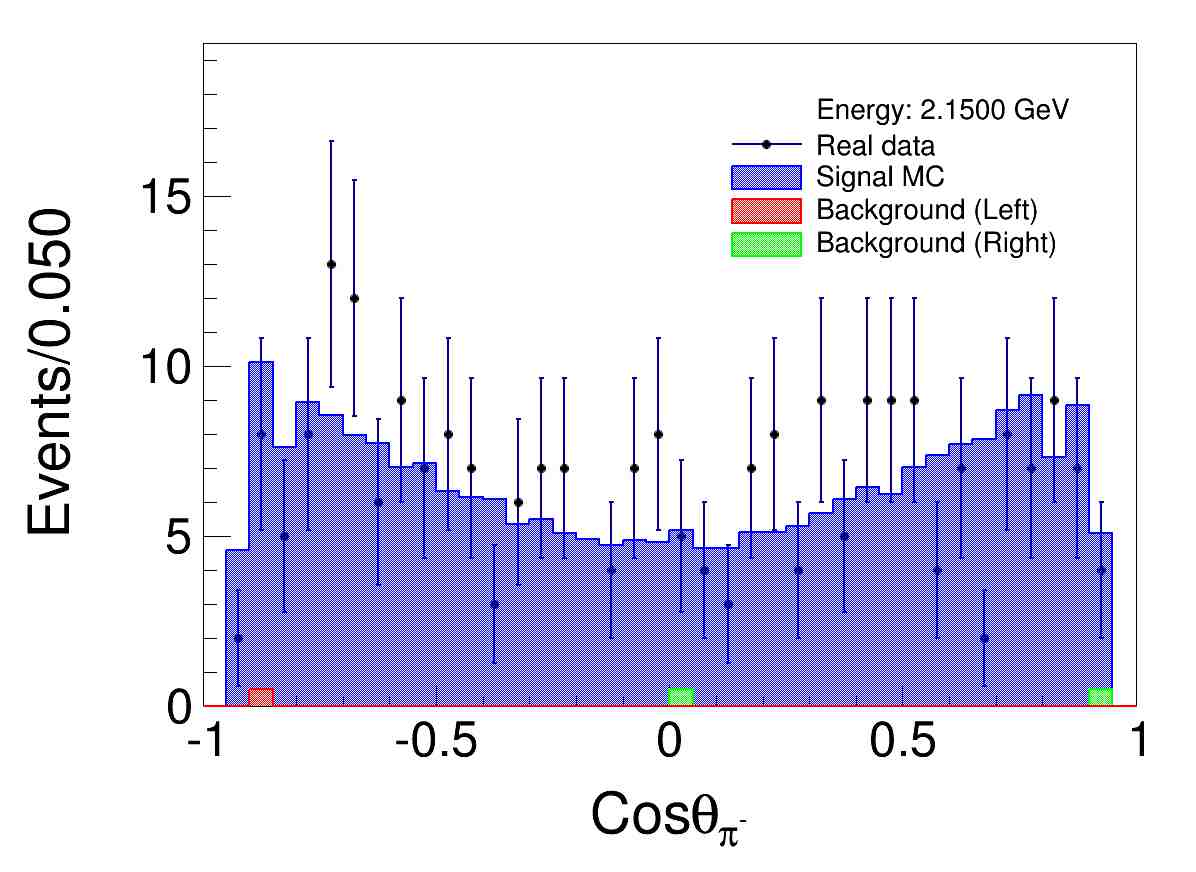 Energy: 2.1500 GeV
Real data
Signal MC
Background (Left)
Background (Right)
Events/0.050
15
10
5
0
-1
-0.5
0
0.5
1
Cosθπ-